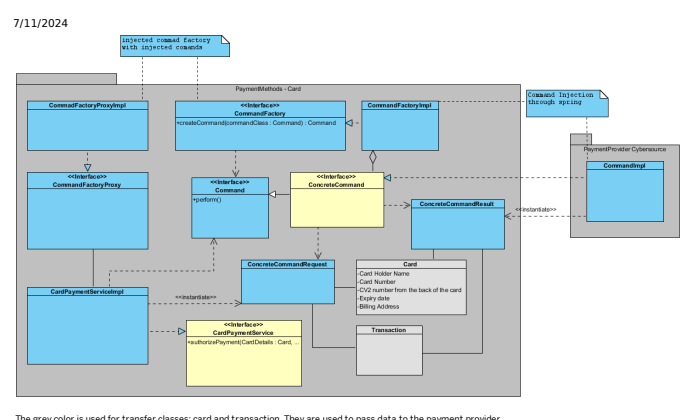 7/11/2024
injected commad factory
with injected comands
PaymentMethods - Card
CommadFactoryProxyImpl
<<Interface>>
CommandFactory
+createCommand(commandClass : Command) : Command
CommandFactoryImpl
Command Injection
through spring
PaymentProvider Cybersource
CommandImpl
<<Interface>>
CommandFactoryProxy
<<Interface>>
Command
+perform()
<<Interface>>
ConcreteCommand
ConcreteCommandResult
<<instantiate>>
ConcreteCommandRequest
Card
-Card Holder Name
-Card Number
-CV2 number from the back of the card
-Expiry date
-Billing Address
CardPaymentServiceImpl
<<instantiate>>
<<Interface>>
CardPaymentService
+authorizePayment(CardDetails : Card, ...
Transaction
The grey color is used for transfer classes: card and transaction. They are used to pass data to the payment provider